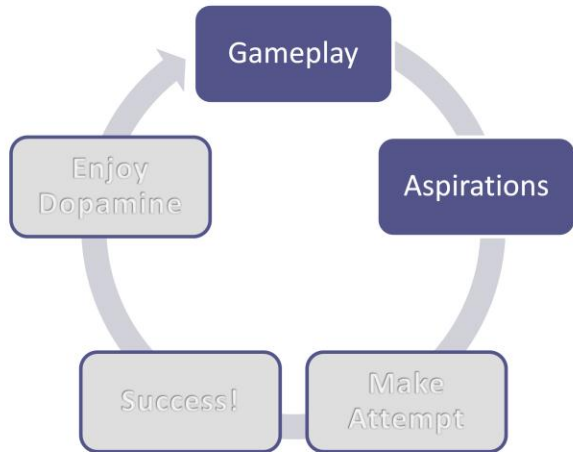 Gameplay
Aspirations
Make
Attempt
Success!
Enjoy
Dopamine